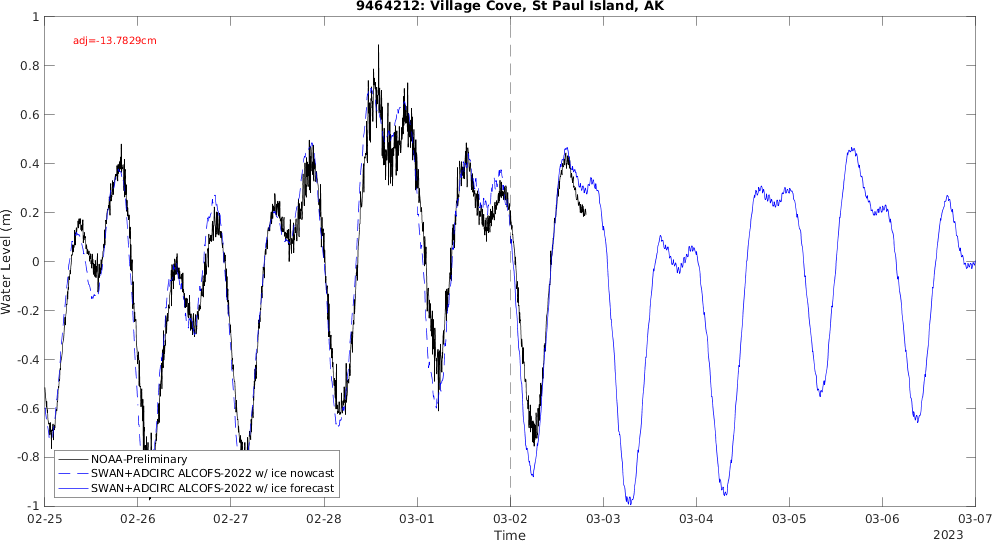 9464212: Village Cove, St Paul Island, AK
adj=-13.7829cm
Water Level (m)
1
0.8
0.6
0.4
0.2
0
-0.2
-0.4
-0.6
-0.8
-1
NOAA-Preliminary
SWAN+ADCIRC ALCOFS-2022 w/ ice nowcast
SWAN+ADCIRC ALCOFS-2022 w/ ice forecast
02-25 02-26 02-27 02-28 03-01 03-02 03-03 03-04 03-05 03-06 03-07
Time
2023